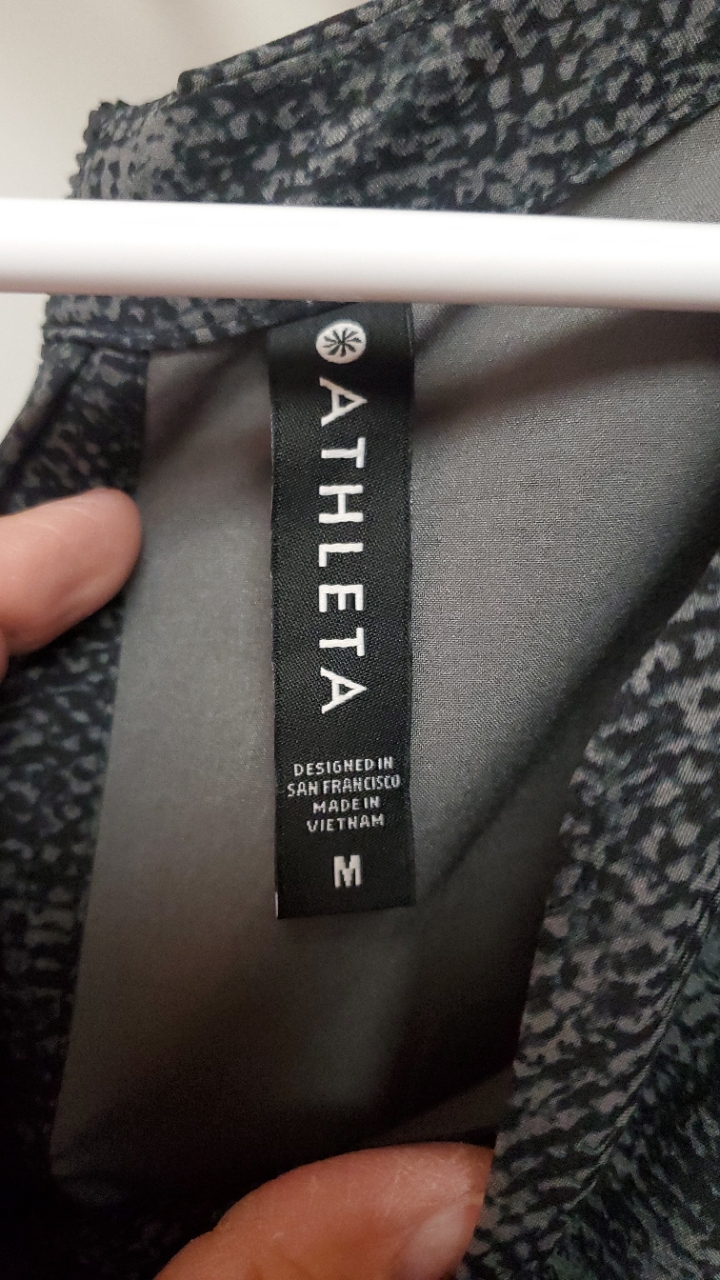 ATHLETA
DESIGNED IN
SAN FRANCISCO
MADE IN
VIETNAM
M